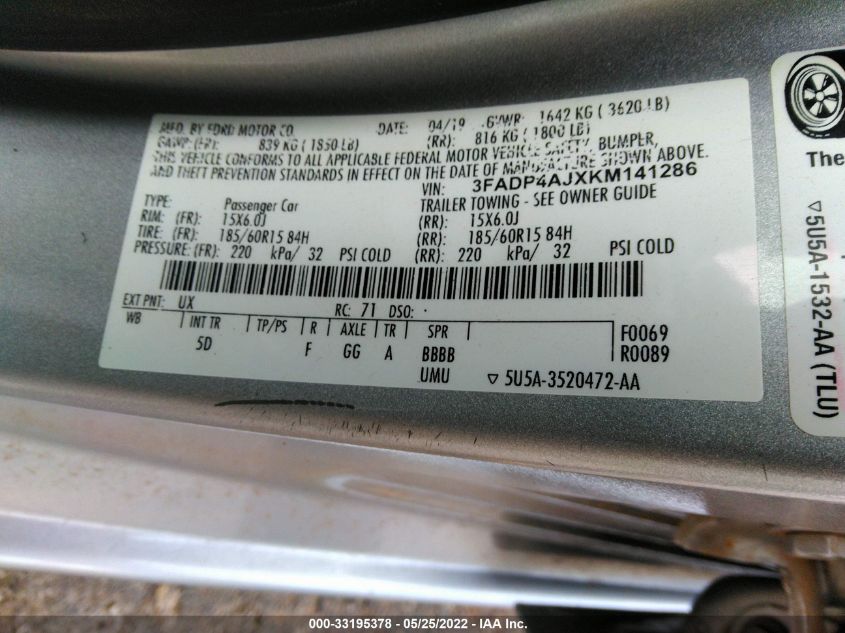 MFD. BY FORD MOTOR CO. DATE: 04/19 GVWR: 1642 KG ( 3620 LB)
GAWR: (FR): 839 KG ( 1850 LB) (RR): 816 KG ( 1800 LB)
THIS VEHICLE CONFORMS TO ALL APPLICABLE FEDERAL MOTOR VEHICLE SAFETY, BUMPER,
AND THEFT PREVENTION STANDARDS IN EFFECT ON THE DATE OF MANUFACTURE SHOWN ABOVE.
VIN: 3FADP4AJXKM141286
TYPE: Passenger Car TRAILER TOWING - SEE OWNER GUIDE
RIM: (FR): 15X6.0J (RR): 15X6.0J
TIRE: (FR): 185/60R15 84H (RR): 185/60R15 84H
PRESSURE: (FR): 220 kPa/ 32 PSI COLD (RR): 220 kPa/ 32 PSI COLD
EXT PNT: UX RC: 71 DSO:
WB INT TR TP/PS R AXLE TR SPR F0069
5D F GG A BBBB R0089
UMU ▽ 5U5A-3520472-AA
The
▽5U5A-1532-AA (TLU)
000-33195378 — 05/25/2022 — IAA Inc.